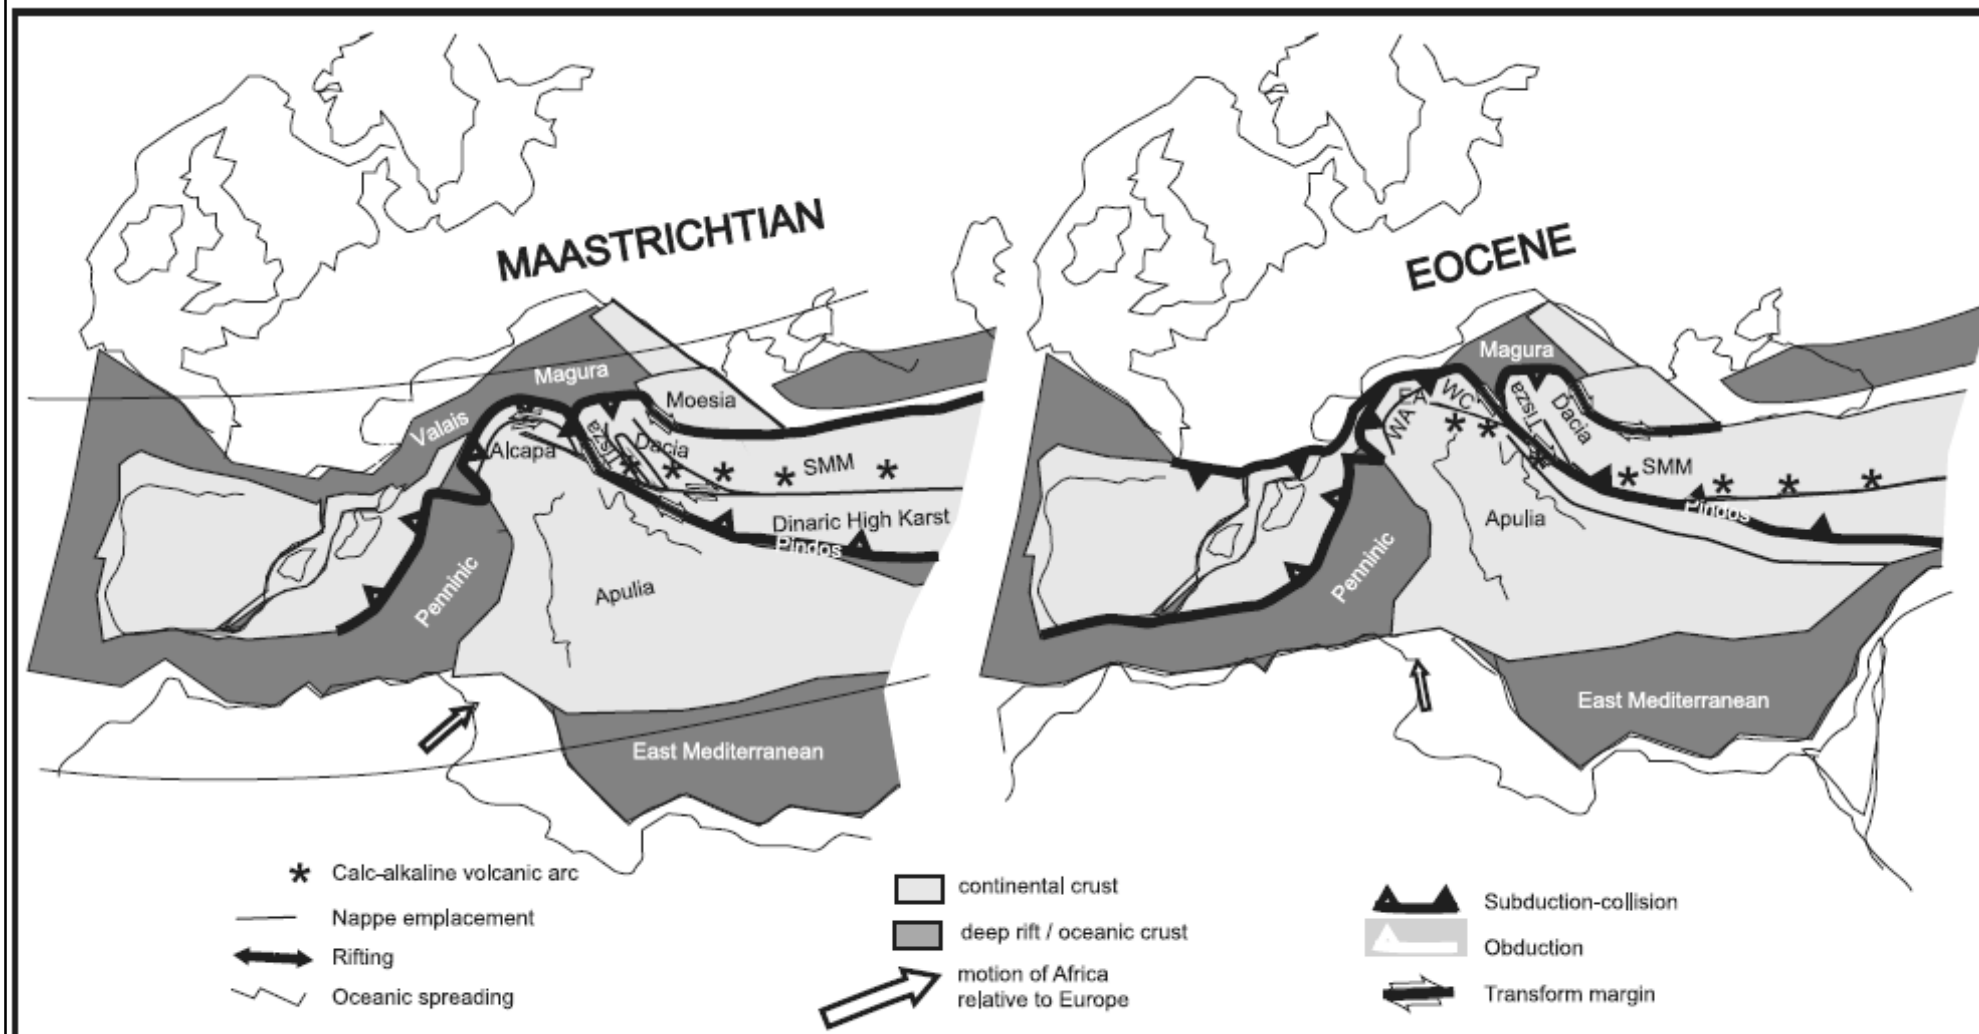 MAASTRICHTIAN
Magura
Valais
Moesia
Alcapa
Tisza
Dacia
SMM
Dinaric High Karst
Pindos
Penninic
Apulia
East Mediterranean
EOCENE
Magura
EA
WC
WA
Tisza
Dacia
SMM
Pindos
Apulia
Penninic
East Mediterranean
Calc-alkaline volcanic arc
Nappe emplacement
Rifting
Oceanic spreading
continental crust
deep rift / oceanic crust
motion of Africa
relative to Europe
Subduction-collision
Obduction
Transform margin